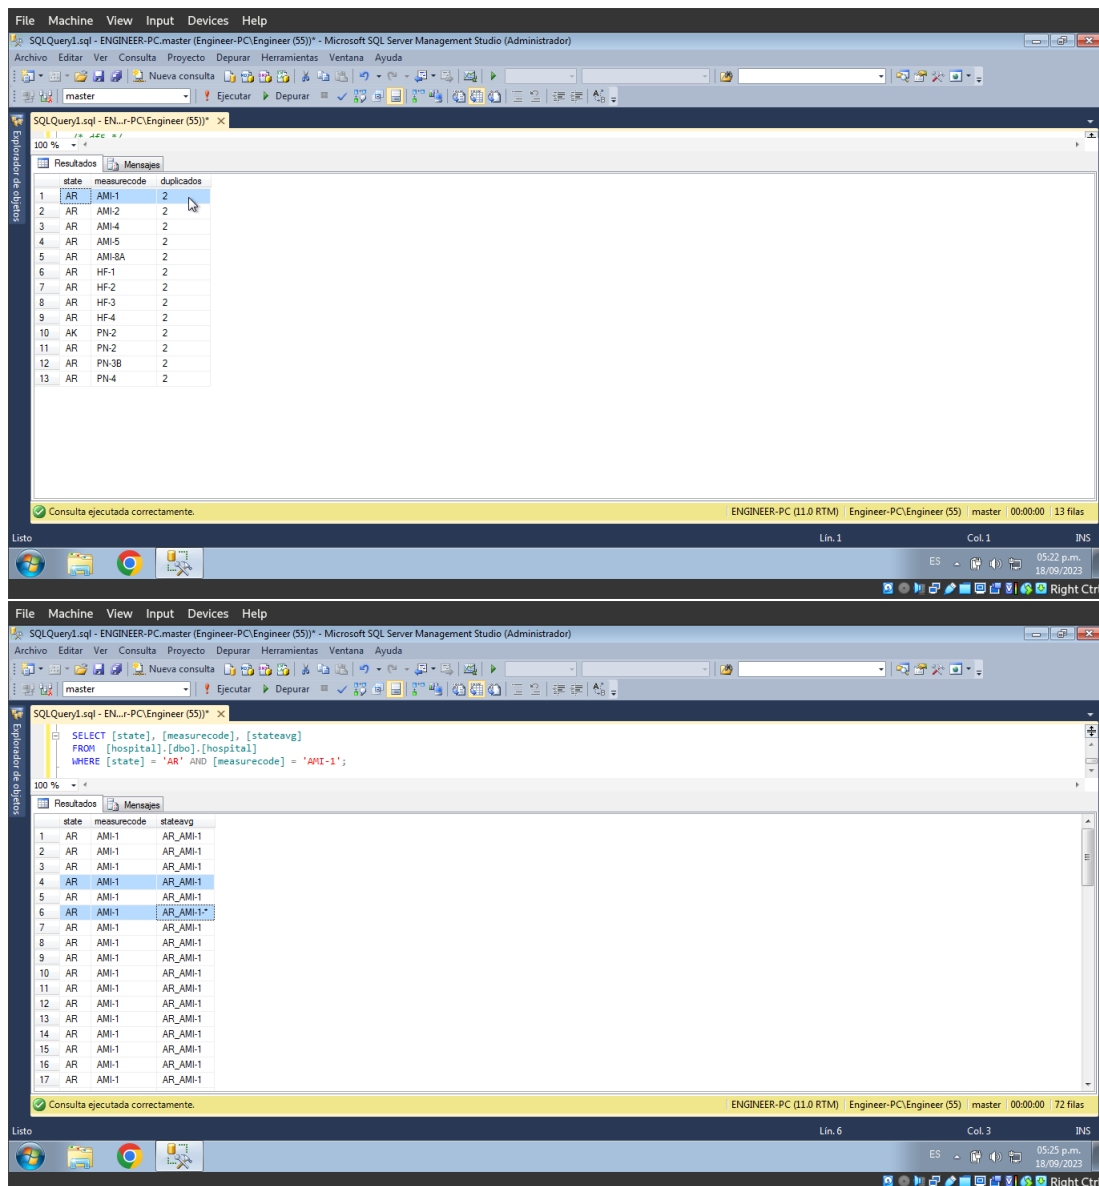 File Machine View Input Devices Help
SQLQuery1.sql - ENGINEER-PC.master (Engineer-PC\Engineer (55))* - Microsoft SQL Server Management Studio (Administrador)
Archivo Editar Ver Consulta Proyecto Depurar Herramientas Ventana Ayuda
Nueva consulta
master Ejecutar Depurar
SQLQuery1.sql - EN...r-PC\Engineer (55))*
Explorador de objetos
/* df5 */
100 %
Resultados Mensajes
state measurecode duplicados
1 AR AMI-1 2
2 AR AMI-2 2
3 AR AMI-4 2
4 AR AMI-5 2
5 AR AMI-8A 2
6 AR HF-1 2
7 AR HF-2 2
8 AR HF-3 2
9 AR HF-4 2
10 AK PN-2 2
11 AR PN-2 2
12 AR PN-3B 2
13 AR PN-4 2
Consulta ejecutada correctamente. ENGINEER-PC (11.0 RTM) Engineer-PC\Engineer (55) master 00:00:00 13 filas
Listo Lín. 1 Col. 1 INS
ES 05:22 p.m.
18/09/2023
Right Ctrl
File Machine View Input Devices Help
SQLQuery1.sql - ENGINEER-PC.master (Engineer-PC\Engineer (55))* - Microsoft SQL Server Management Studio (Administrador)
Archivo Editar Ver Consulta Proyecto Depurar Herramientas Ventana Ayuda
Nueva consulta
master Ejecutar Depurar
SQLQuery1.sql - EN...r-PC\Engineer (55))*
Explorador de objetos
SELECT [state], [measurecode], [stateavg]
FROM [hospital].[dbo].[hospital]
WHERE [state] = 'AR' AND [measurecode] = 'AMI-1';
100 %
Resultados Mensajes
state measurecode stateavg
1 AR AMI-1 AR_AMI-1
2 AR AMI-1 AR_AMI-1
3 AR AMI-1 AR_AMI-1
4 AR AMI-1 AR_AMI-1
5 AR AMI-1 AR_AMI-1
6 AR AMI-1 AR_AMI-1-*
7 AR AMI-1 AR_AMI-1
8 AR AMI-1 AR_AMI-1
9 AR AMI-1 AR_AMI-1
10 AR AMI-1 AR_AMI-1
11 AR AMI-1 AR_AMI-1
12 AR AMI-1 AR_AMI-1
13 AR AMI-1 AR_AMI-1
14 AR AMI-1 AR_AMI-1
15 AR AMI-1 AR_AMI-1
16 AR AMI-1 AR_AMI-1
17 AR AMI-1 AR_AMI-1
Consulta ejecutada correctamente. ENGINEER-PC (11.0 RTM) Engineer-PC\Engineer (55) master 00:00:00 72 filas
Listo Lín. 6 Col. 3 INS
ES 05:25 p.m.
18/09/2023
Right Ctrl